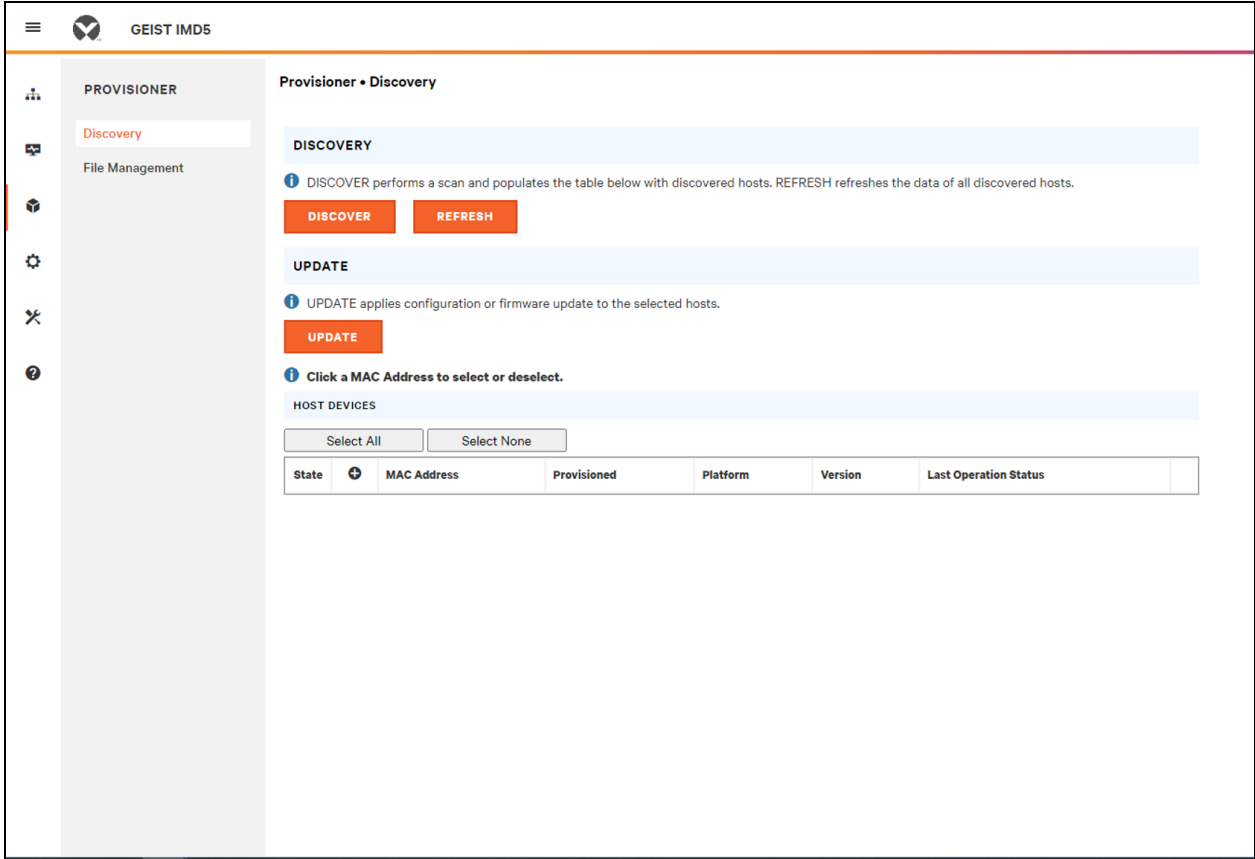 GEIST IMD5
PROVISIONER
Discovery
File Management
Provisioner • Discovery
DISCOVERY
DISCOVER performs a scan and populates the table below with discovered hosts. REFRESH refreshes the data of all discovered hosts.
DISCOVER REFRESH
UPDATE
UPDATE applies configuration or firmware update to the selected hosts.
UPDATE
Click a MAC Address to select or deselect.
HOST DEVICES
Select All Select None
State MAC Address Provisioned Platform Version Last Operation Status